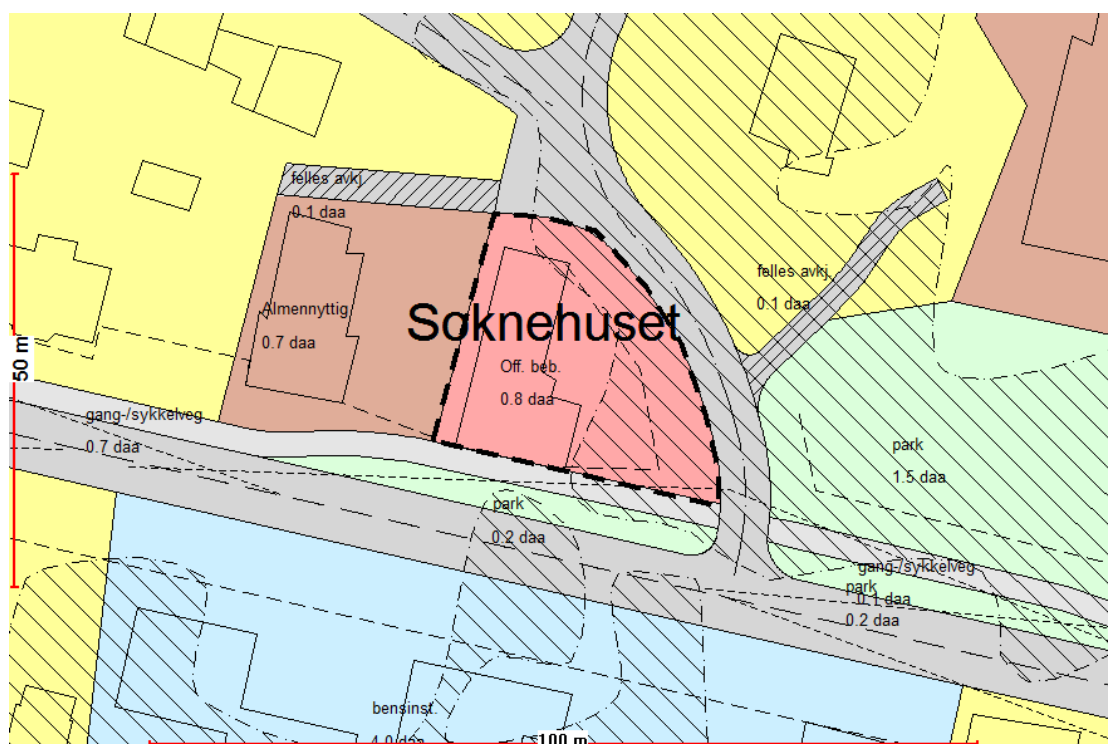 felles avkj.
0.1 daa
felles avkj.
0.1 daa
Almennyttig
0.7 daa
Søknehuset
Off. beb.
0.8 daa
50 m
gang-/sykkelveg
0.7 daa
park
1.5 daa
park
0.2 daa
gang-/sykkelveg
0.1 daa
park
0.2 daa
bensinst.
4.0 daa
100 m